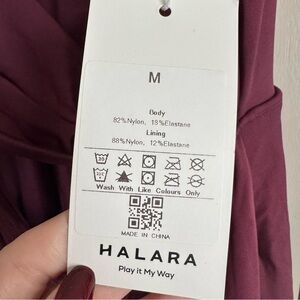 M
Body
82%Nylon, 18%Elastane
Lining
88%Nylon, 12%Elastane
Wash With Like Colours Only
MADE IN CHINA
HALARA
Play it My Way